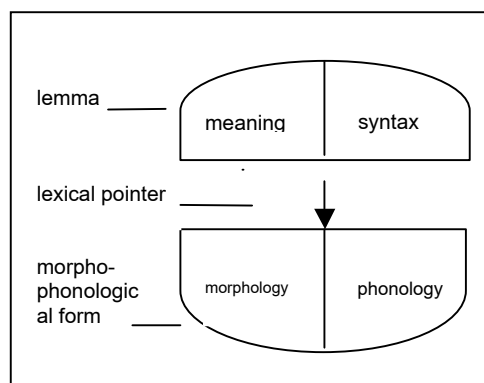 lemma
meaning syntax
lexical pointer
morpho-
phonologic
al form
morphology phonology